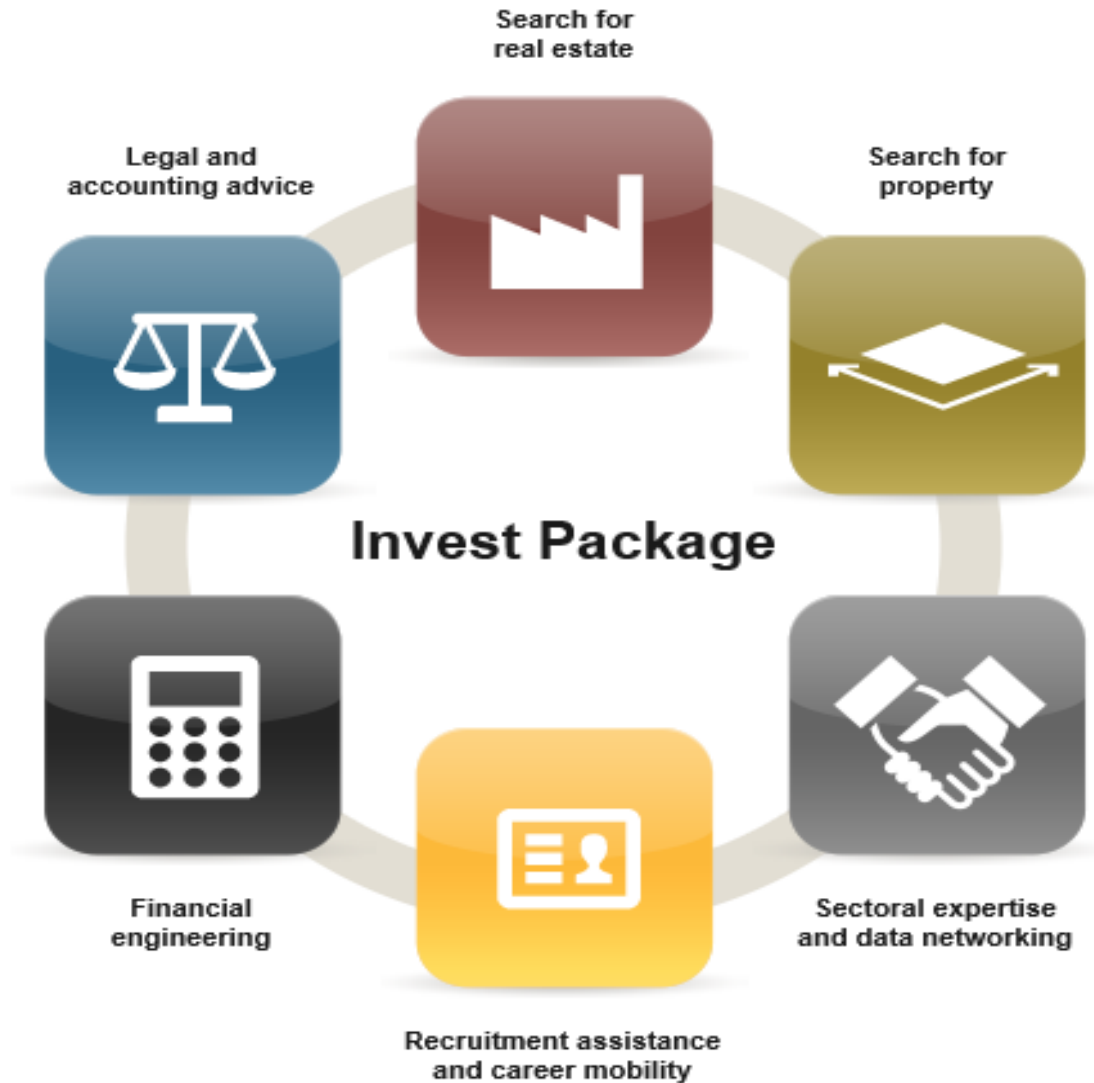 Search for
real estate
Legal and
accounting advice
Search for
property
Invest Package
Financial
engineering
Sectoral expertise
and data networking
Recruitment assistance
and career mobility